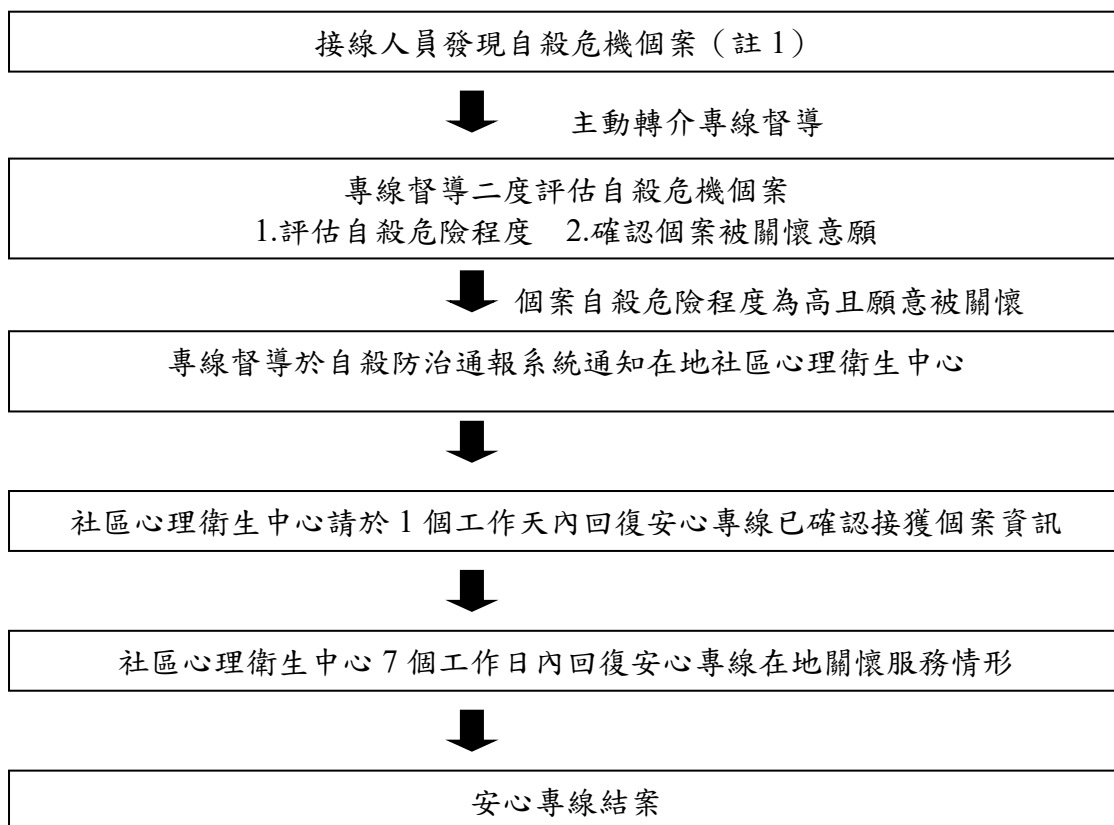 接線人員發現自殺危機個案（註 1）
主動轉介專線督導
專線督導二度評估自殺危機個案
1.評估自殺危險程度　2.確認個案被關懷意願
個案自殺危險程度為高且願意被關懷
專線督導於自殺防治通報系統通知在地社區心理衛生中心
社區心理衛生中心請於 1 個工作天內回復安心專線已確認接獲個案資訊
社區心理衛生中心 7 個工作日內回復安心專線在地關懷服務情形
安心專線結案